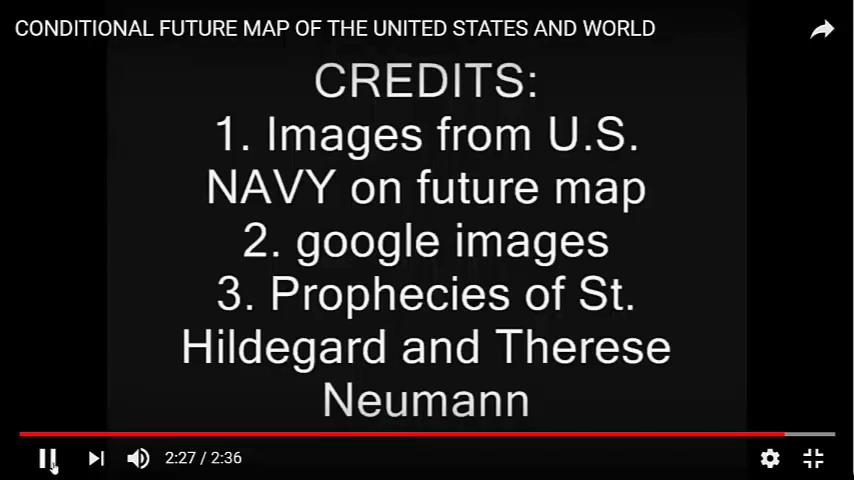 CONDITIONAL FUTURE MAP OF THE UNITED STATES AND WORLD
CREDITS:
1. Images from U.S.
NAVY on future map
2. google images
3. Prophecies of St.
Hildegard and Therese
Neumann
2:27 / 2:36